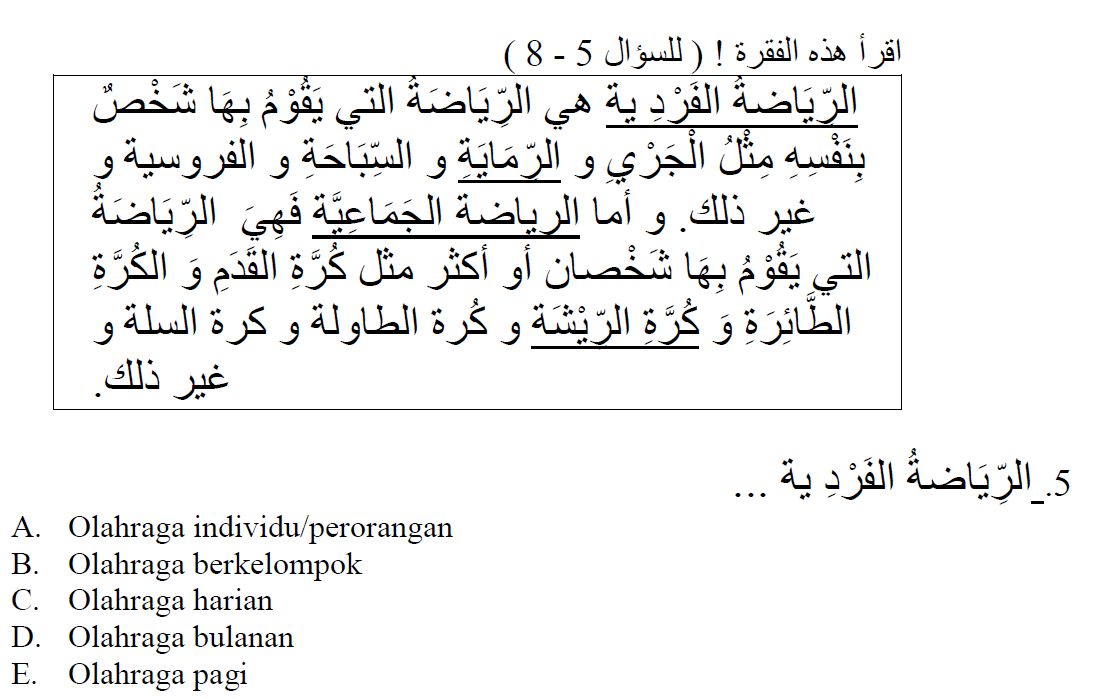 اقرأ هذه الفقرة ! ( للسؤال 5 - 8 )
الرِّيَاضةُ الفَرْدِ ية هي الرِّيَاضَةُ التي يَقُوْمُ بِهَا شَخْصٌ
بِنَفْسِهِ مِثْلُ الْجَرْيِ و الرِّمَايَةِ و السِّبَاحَةِ و الفروسية و
غير ذلك. و أما الرياضة الجَمَاعِيَّة فَهِيَ الرِّيَاضَةُ
التي يَقُوْمُ بِهَا شَخْصان أو أكثر مثل كُرَّةِ القَدَمِ وَ الكُرَّةِ
الطَّائِرَةِ وَ كُرَّةِ الرِّيْشَة و كُرة الطاولة و كرة السلة و
غير ذلك.
5. الرِّيَاضةُ الفَرْدِ ية ...
A. Olahraga individu/perorangan
B. Olahraga berkelompok
C. Olahraga harian
D. Olahraga bulanan
E. Olahraga pagi